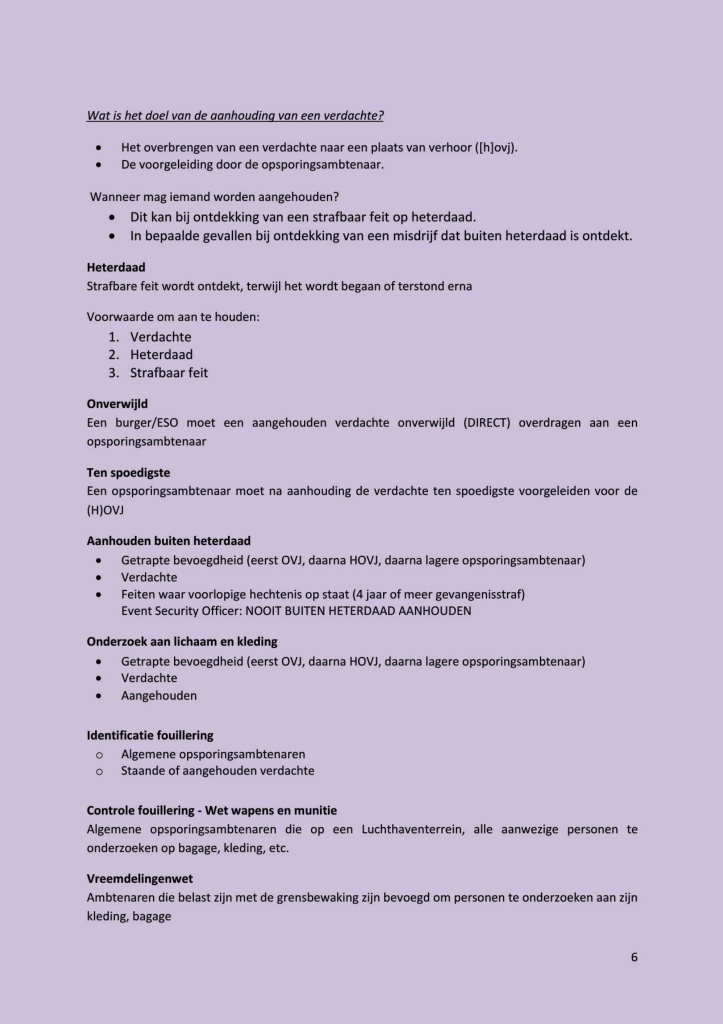 Wat is het doel van de aanhouding van een verdachte?
• Het overbrengen van een verdachte naar een plaats van verhoor ([h]ovj).
• De voorgeleiding door de opsporingsambtenaar.
Wanneer mag iemand worden aangehouden?
• Dit kan bij ontdekking van een strafbaar feit op heterdaad.
• In bepaalde gevallen bij ontdekking van een misdrijf dat buiten heterdaad is ontdekt.
Heterdaad
Strafbare feit wordt ontdekt, terwijl het wordt begaan of terstond erna
Voorwaarde om aan te houden:
1. Verdachte
2. Heterdaad
3. Strafbaar feit
Onverwijld
Een burger/ESO moet een aangehouden verdachte onverwijld (DIRECT) overdragen aan een
opsporingsambtenaar
Ten spoedigste
Een opsporingsambtenaar moet na aanhouding de verdachte ten spoedigste voorgeleiden voor de
(H)OVJ
Aanhouden buiten heterdaad
• Getrapte bevoegdheid (eerst OVJ, daarna HOVJ, daarna lagere opsporingsambtenaar)
• Verdachte
• Feiten waar voorlopige hechtenis op staat (4 jaar of meer gevangenisstraf)
Event Security Officer: NOOIT BUITEN HETERDAAD AANHOUDEN
Onderzoek aan lichaam en kleding
• Getrapte bevoegdheid (eerst OVJ, daarna HOVJ, daarna lagere opsporingsambtenaar)
• Verdachte
• Aangehouden
Identificatie fouillering
o Algemene opsporingsambtenaren
o Staande of aangehouden verdachte
Controle fouillering - Wet wapens en munitie
Algemene opsporingsambtenaren die op een Luchthaventerrein, alle aanwezige personen te
onderzoeken op bagage, kleding, etc.
Vreemdelingenwet
Ambtenaren die belast zijn met de grensbewaking zijn bevoegd om personen te onderzoeken aan zijn
kleding, bagage
6